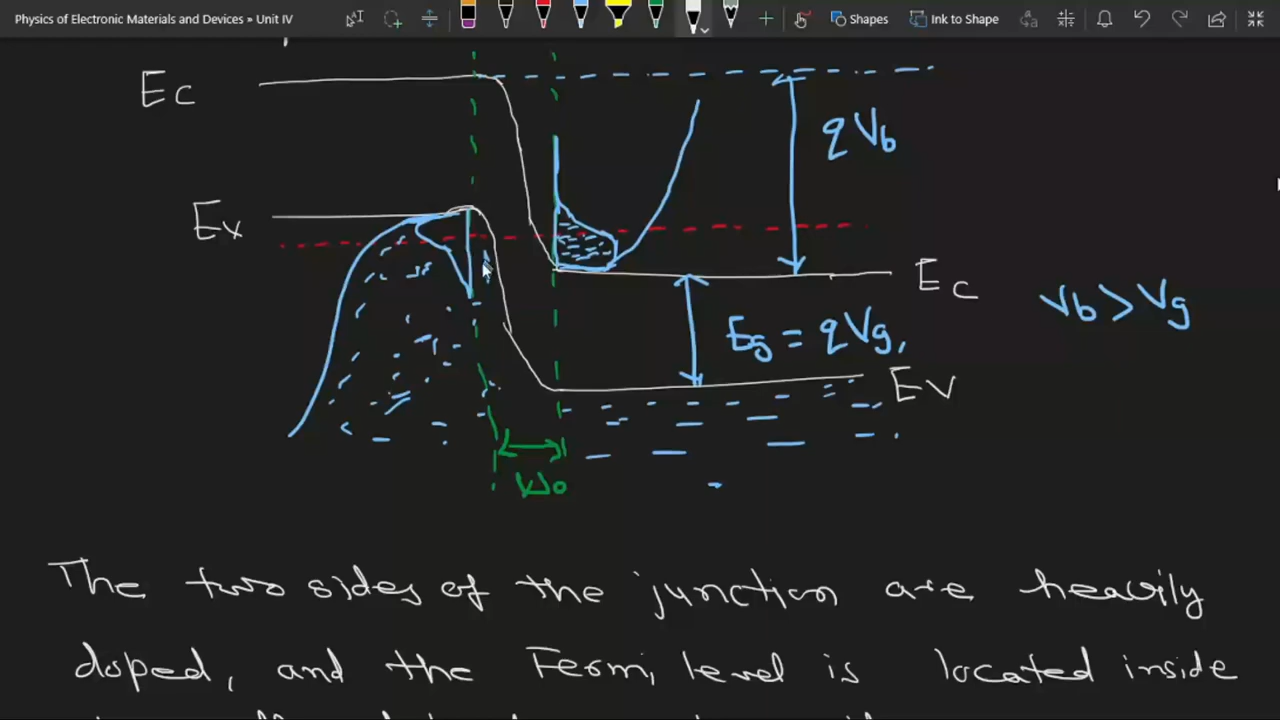 Physics of Electronic Materials and Devices » Unit IV
Shapes
Ink to Shape
Ec
qVb
Ev
Ec
Vb > Vg
Eg = qVg,
Ev
Wo
The two sides of the junction are heavily
doped, and the Fermi level is located inside